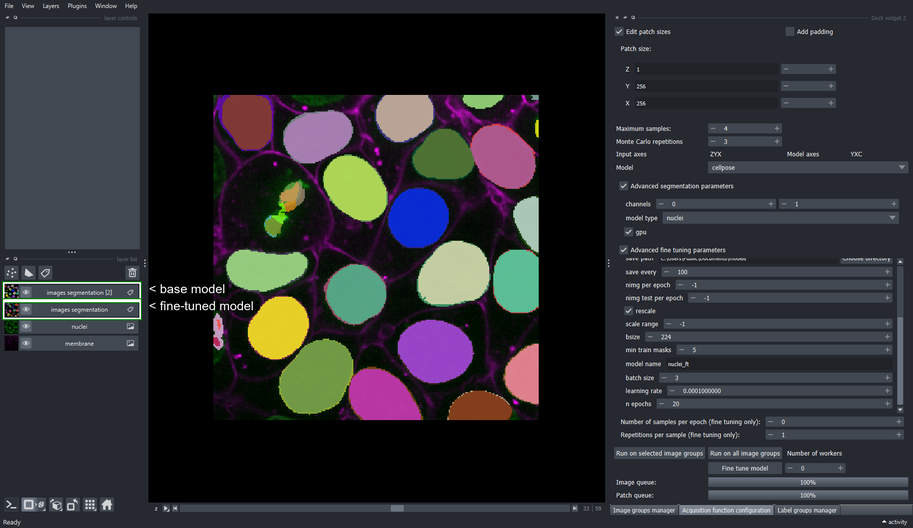 File View Layers Plugins Window Help
layer controls
layer list
images segmentation [2]
images segmentation
nuclei
membrane
< base model
< fine-tuned model
z
33 59
Ready
Dock widget 2
Edit patch sizes Add padding
Patch size:
Z 1
Y 256
X 256
Maximum samples: 4
Monte Carlo repetitions 3
Input axes ZYX Model axes YXC
Model cellpose
Advanced segmentation parameters
channels 0 1
model type nuclei
gpu
Advanced fine tuning parameters
save path Choose directory
save every 100
nimg per epoch -1
nimg test per epoch -1
rescale
scale range -1
bsize 224
min train masks 5
model name nuclei_ft
batch size 3
learning rate 0.0001000000
n epochs 20
Number of samples per epoch (fine tuning only): 0
Repetitions per sample (fine tuning only): 1
Run on selected image groups Run on all image groups Number of workers
Fine tune model 0
Image queue: 100%
Patch queue: 100%
Image groups manager Acquisition function configuration Label groups manager
activity